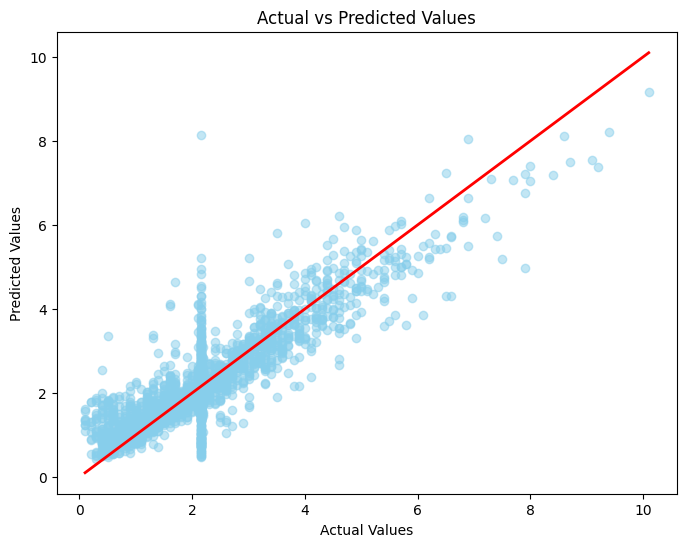 Actual vs Predicted Values
Predicted Values
10
8
6
4
2
0
0 2 4 6 8 10
Actual Values